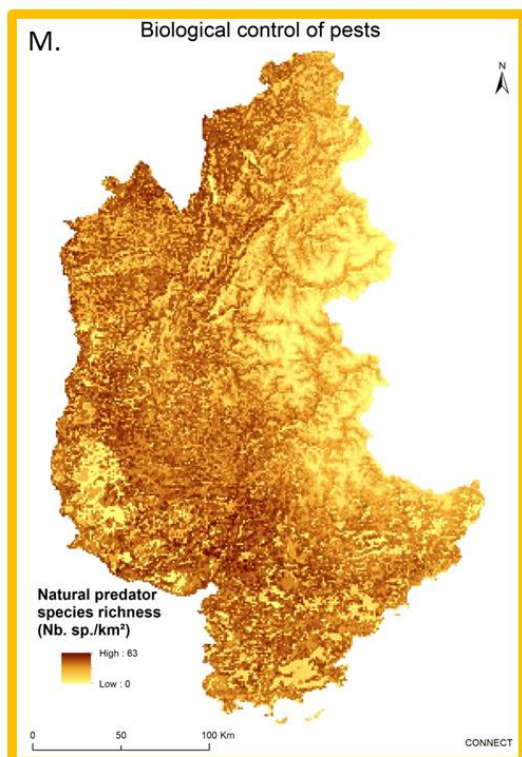 M.
Biological control of pests
N
Natural predator
species richness
(Nb. sp./km²)
High : 63
Low : 0
0 50 100 Km
CONNECT